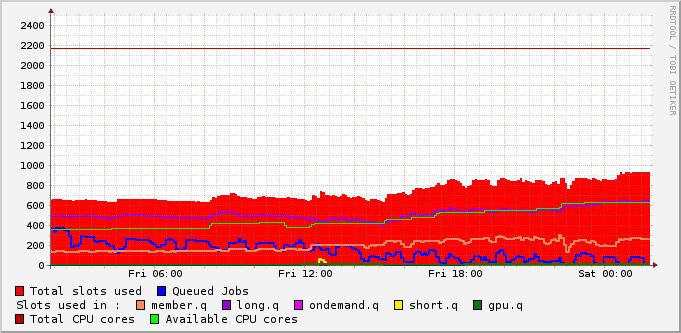 RRDTOOL / TOBI OETIKER
2400
2200
2000
1800
1600
1400
1200
1000
800
600
400
200
0
Fri 06:00 Fri 12:00 Fri 18:00 Sat 00:00
Total slots used Queued Jobs
Slots used in : member.q long.q ondemand.q short.q gpu.q
Total CPU cores Available CPU cores